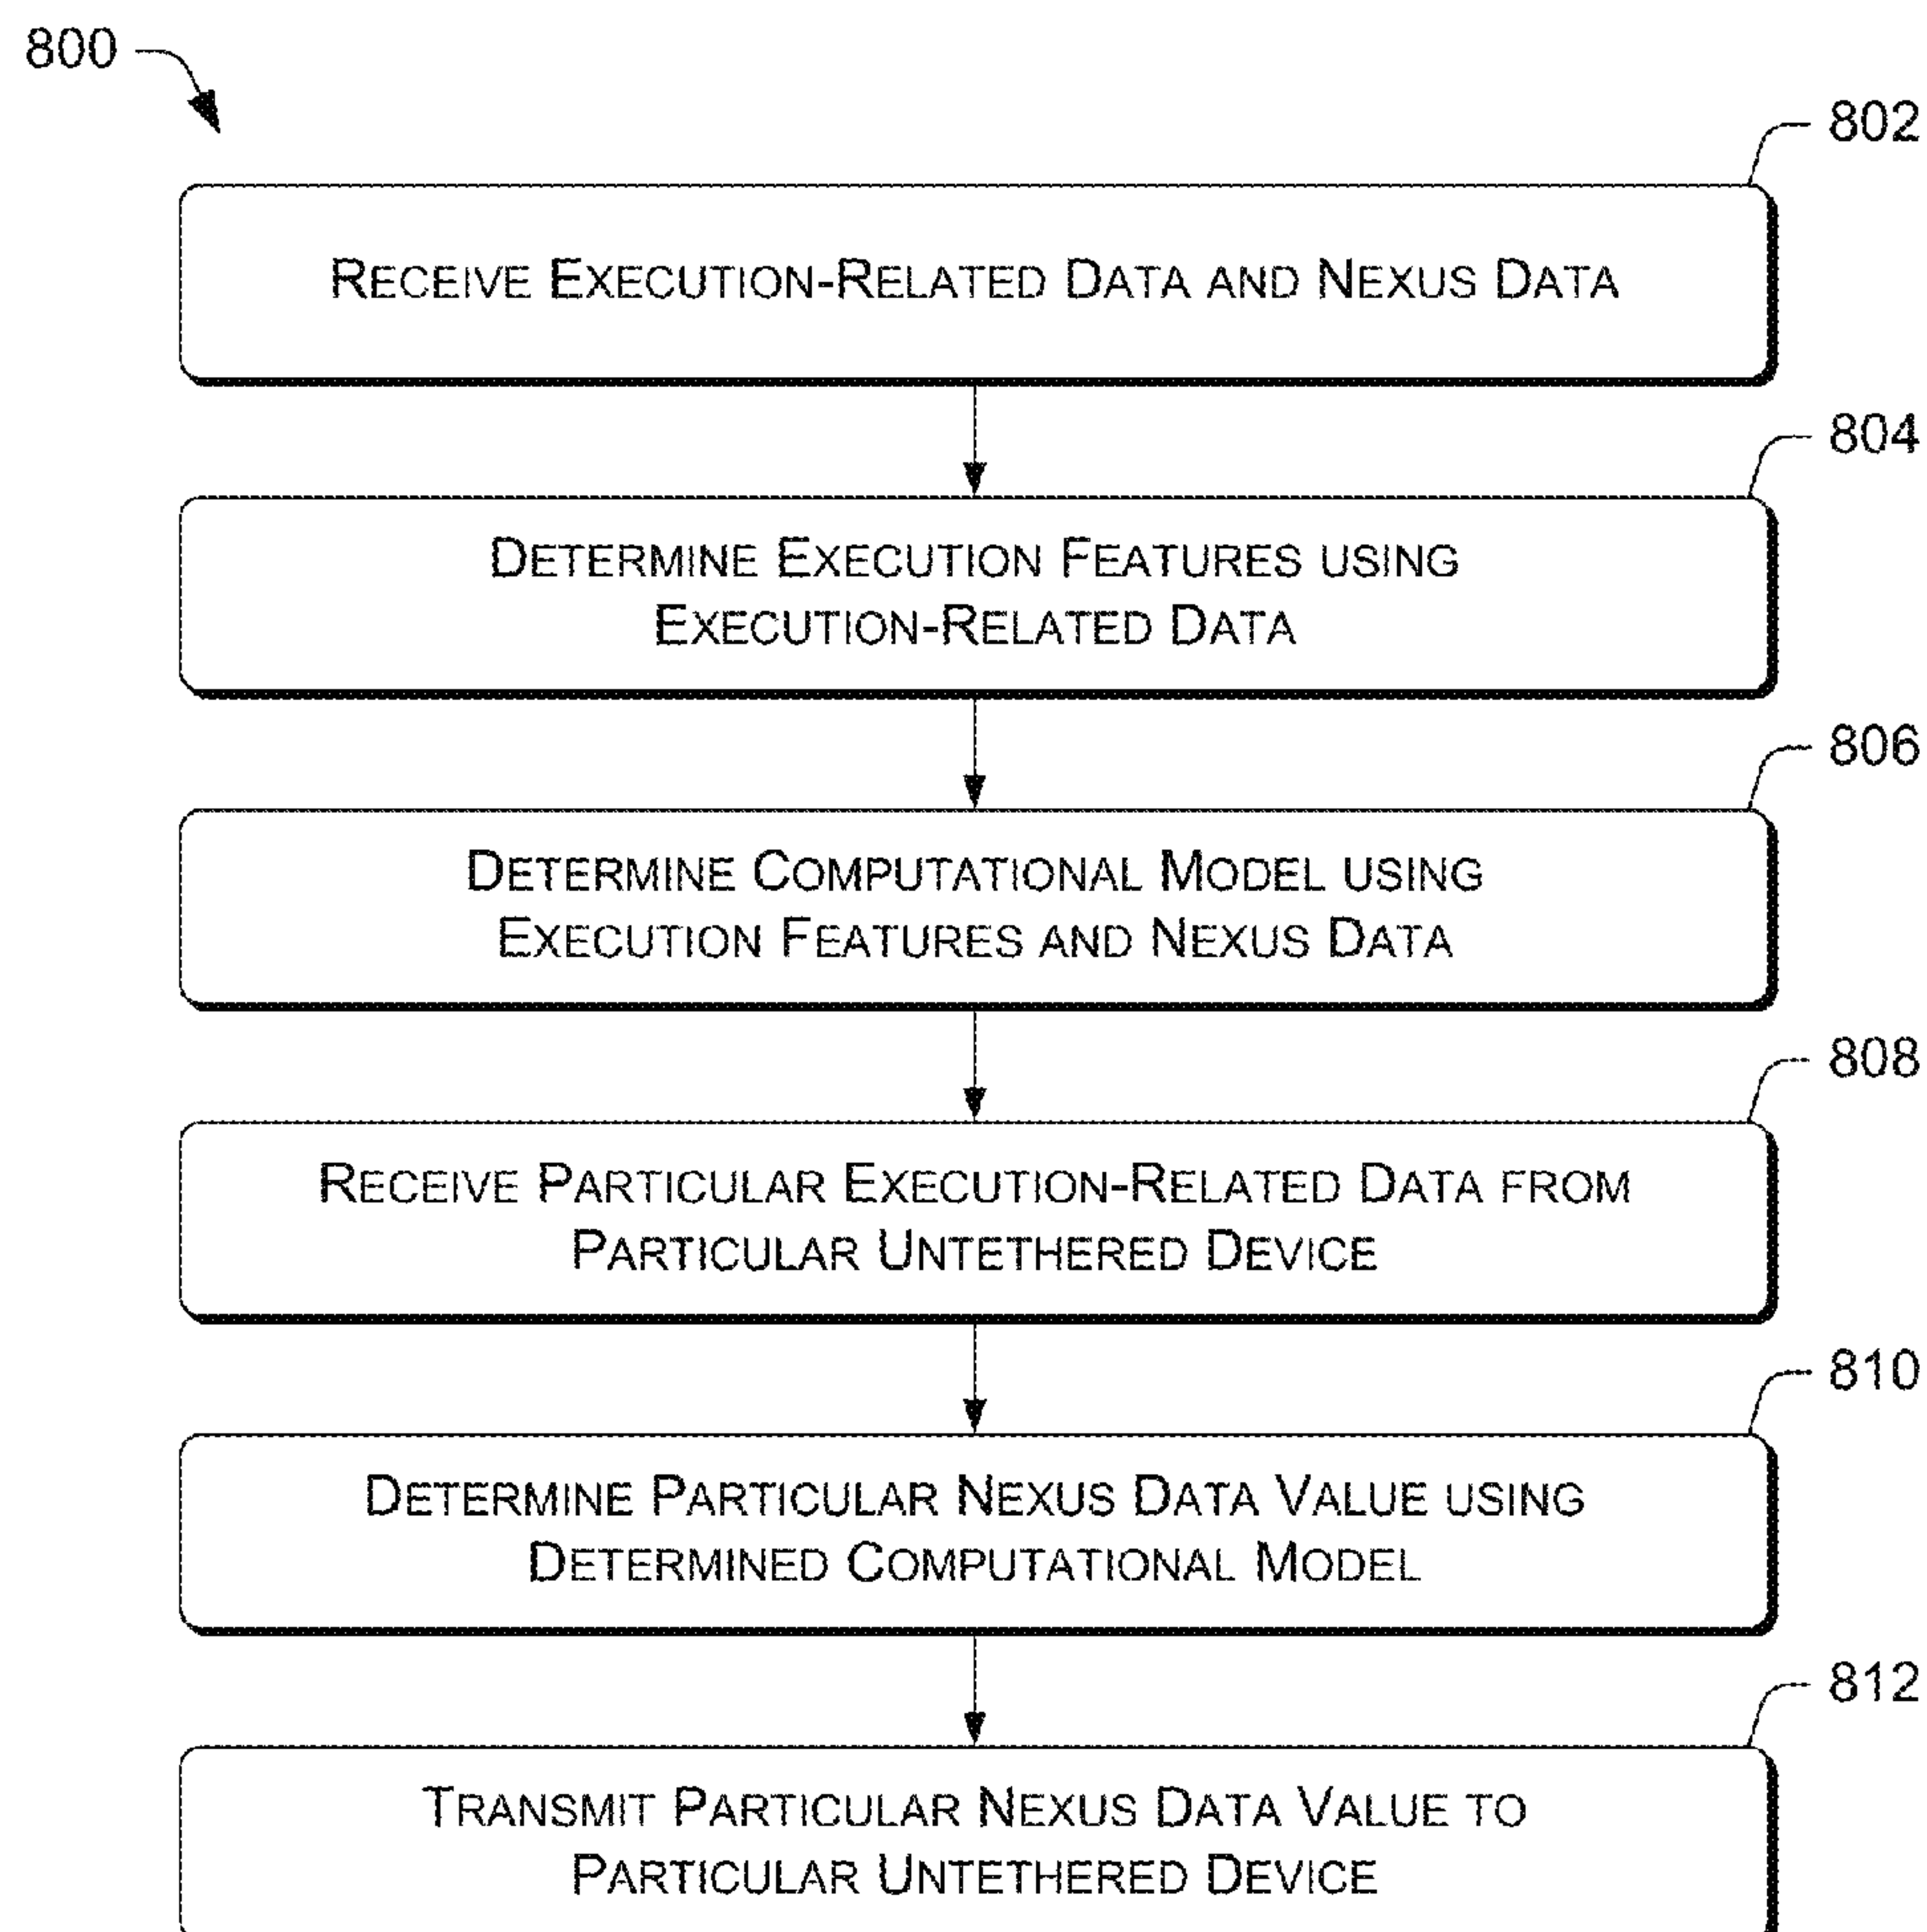 800
802
Receive Execution-Related Data and Nexus Data
804
Determine Execution Features using
Execution-Related Data
806
Determine Computational Model using
Execution Features and Nexus Data
808
Receive Particular Execution-Related Data from
Particular Untethered Device
810
Determine Particular Nexus Data Value using
Determined Computational Model
812
Transmit Particular Nexus Data Value to
Particular Untethered Device